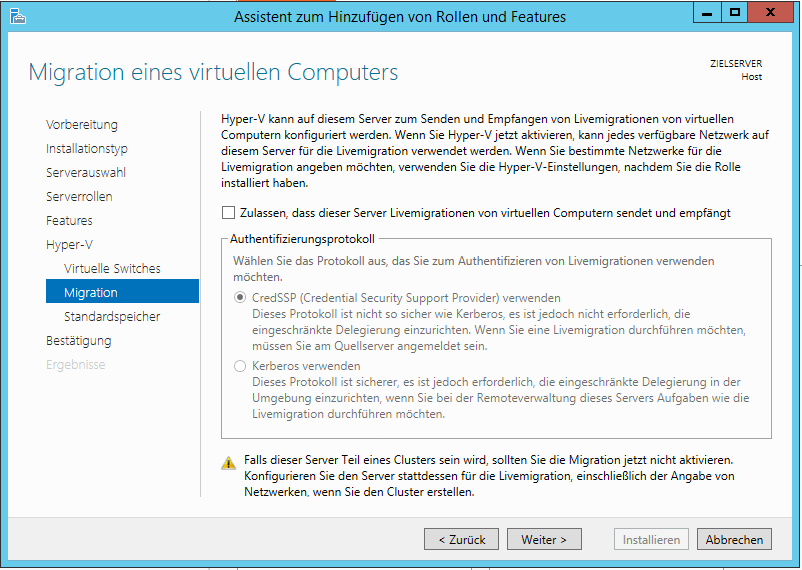 Assistent zum Hinzufügen von Rollen und Features
Migration eines virtuellen Computers
ZIELSERVER
Host
Vorbereitung
Installationstyp
Serverauswahl
Serverrollen
Features
Hyper-V
Virtuelle Switches
Migration
Standardspeicher
Bestätigung
Ergebnisse
Hyper-V kann auf diesem Server zum Senden und Empfangen von Livemigrationen von virtuellen
Computern konfiguriert werden. Wenn Sie Hyper-V jetzt aktivieren, kann jedes verfügbare Netzwerk auf
diesem Server für die Livemigration verwendet werden. Wenn Sie bestimmte Netzwerke für die
Livemigration angeben möchten, verwenden Sie die Hyper-V-Einstellungen, nachdem Sie die Rolle
installiert haben.
Zulassen, dass dieser Server Livemigrationen von virtuellen Computern sendet und empfängt
Authentifizierungsprotokoll
Wählen Sie das Protokoll aus, das Sie zum Authentifizieren von Livemigrationen verwenden
möchten.
CredSSP (Credential Security Support Provider) verwenden
Dieses Protokoll ist nicht so sicher wie Kerberos, es ist jedoch nicht erforderlich, die
eingeschränkte Delegierung einzurichten. Wenn Sie eine Livemigration durchführen möchten,
müssen Sie am Quellserver angemeldet sein.
Kerberos verwenden
Dieses Protokoll ist sicherer, es ist jedoch erforderlich, die eingeschränkte Delegierung in der
Umgebung einzurichten, wenn Sie bei der Remoteverwaltung dieses Servers Aufgaben wie die
Livemigration durchführen möchten.
Falls dieser Server Teil eines Clusters sein wird, sollten Sie die Migration jetzt nicht aktivieren.
Konfigurieren Sie den Server stattdessen für die Livemigration, einschließlich der Angabe von
Netzwerken, wenn Sie den Cluster erstellen.
< Zurück
Weiter >
Installieren
Abbrechen